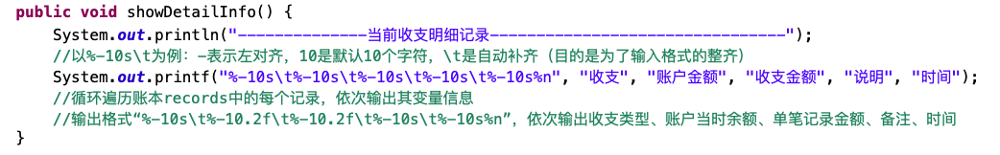 public void showDetailInfo() {
System.out.println("--------------当前收支明细记录--------------------------------");
//以%-10s\t为例：-表示左对齐，10是默认10个字符，\t是自动补齐（目的是为了输入格式的整齐）
System.out.printf("%-10s\t%-10s\t%-10s\t%-10s\t%-10s%n", "收支", "账户金额", "收支金额", "说明", "时间");
//循环遍历账本records中的每个记录，依次输出其变量信息
//输出格式“%-10s\t%-10.2f\t%-10.2f\t%-10s\t%-10s%n”，依次输出收支类型、账户当时余额、单笔记录金额、备注、时间
}